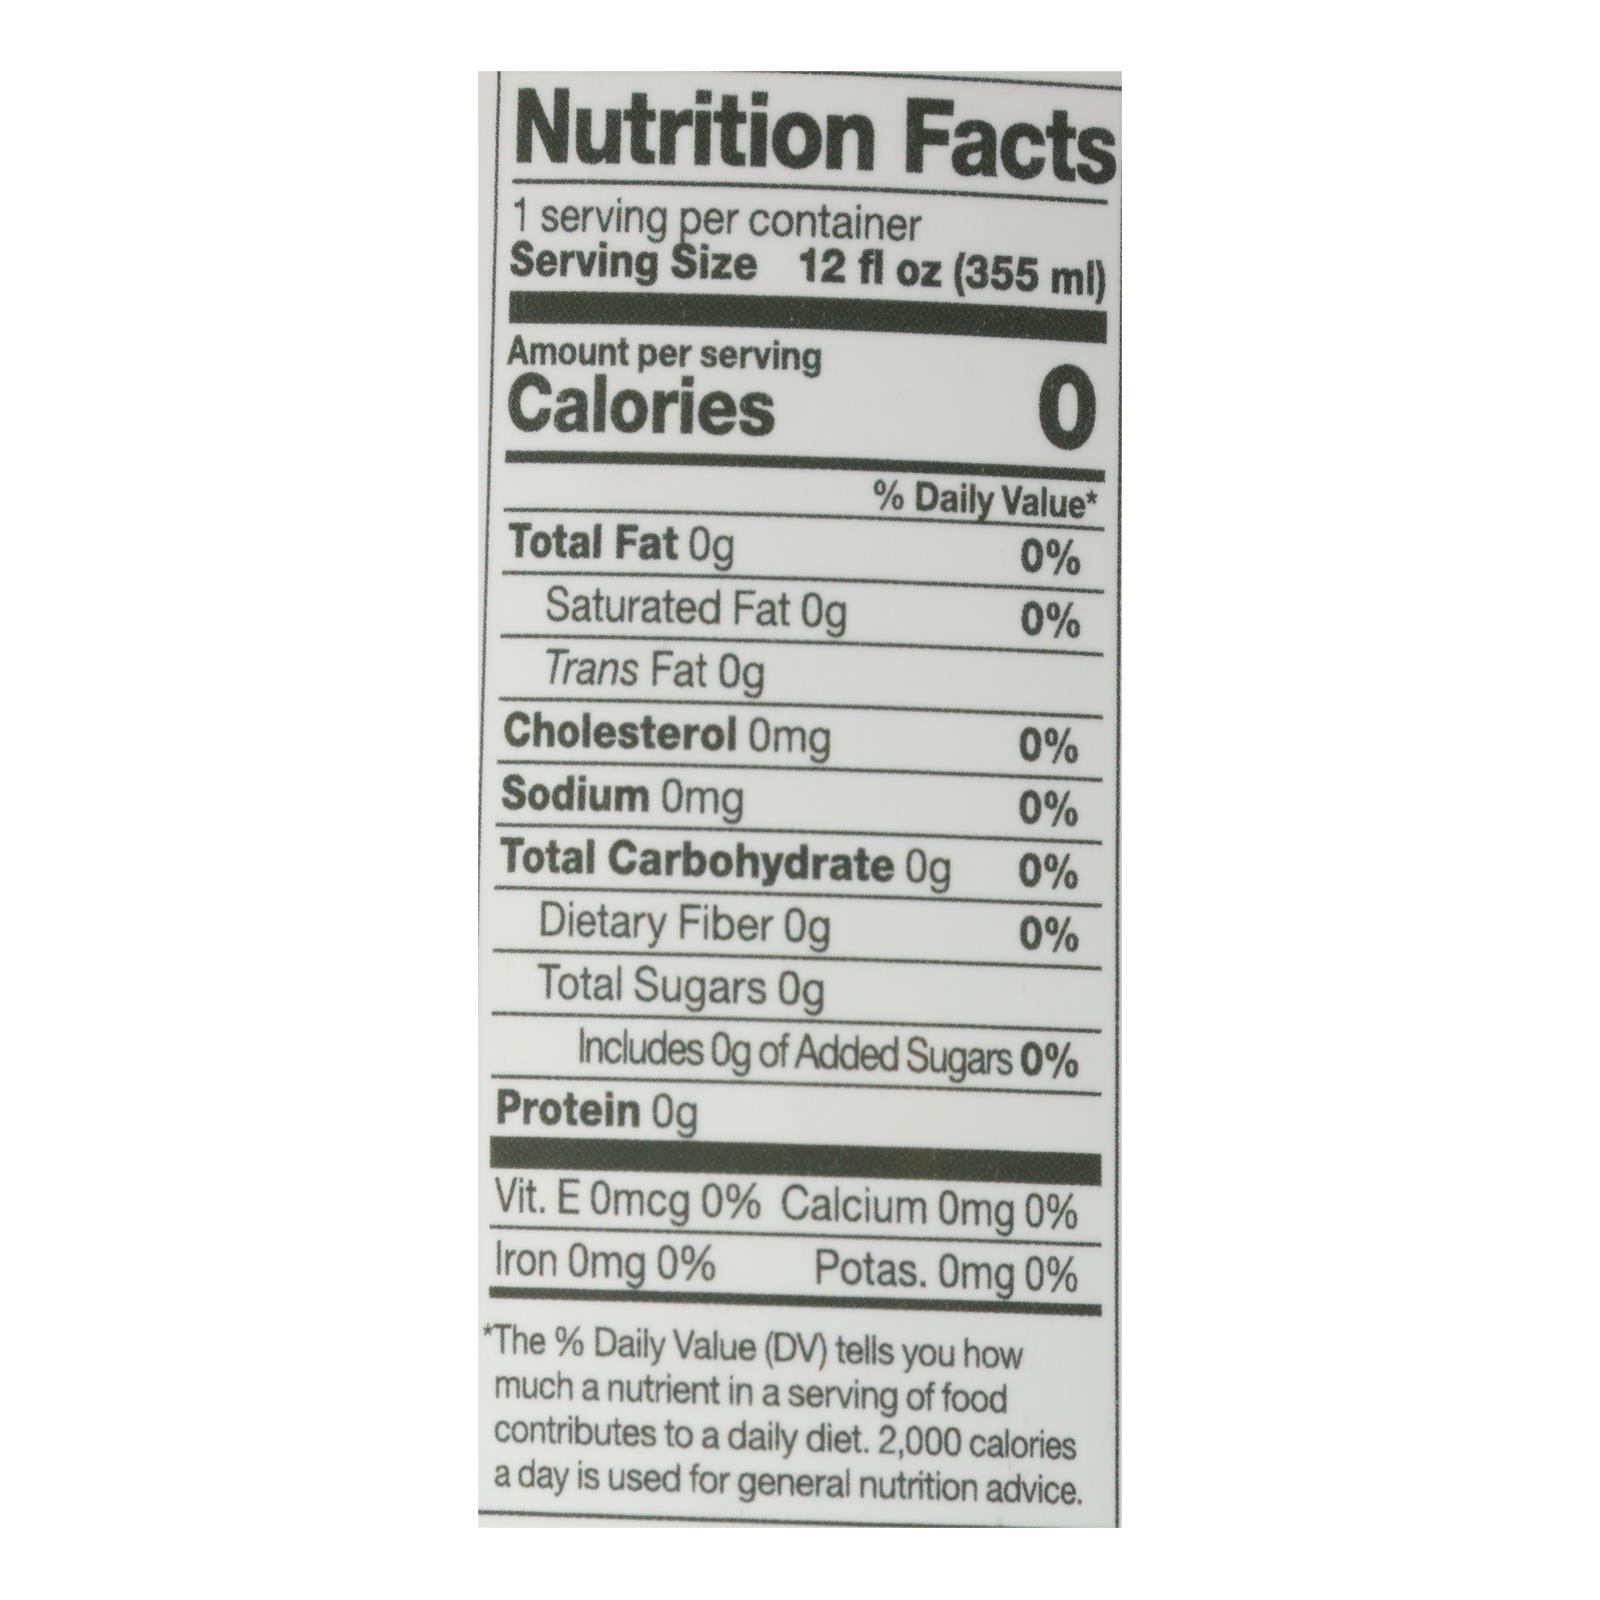 Nutrition Facts
1 serving per container
Serving Size 12 fl oz (355 ml)
Amount per serving
Calories 0
% Daily Value*
Total Fat 0g 0%
Saturated Fat 0g 0%
Trans Fat 0g
Cholesterol 0mg 0%
Sodium 0mg 0%
Total Carbohydrate 0g 0%
Dietary Fiber 0g 0%
Total Sugars 0g
Includes 0g of Added Sugars 0%
Protein 0g
Vit. E 0mcg 0% Calcium 0mg 0%
Iron 0mg 0% Potas. 0mg 0%
*The % Daily Value (DV) tells you how
much a nutrient in a serving of food
contributes to a daily diet. 2,000 calories
a day is used for general nutrition advice.